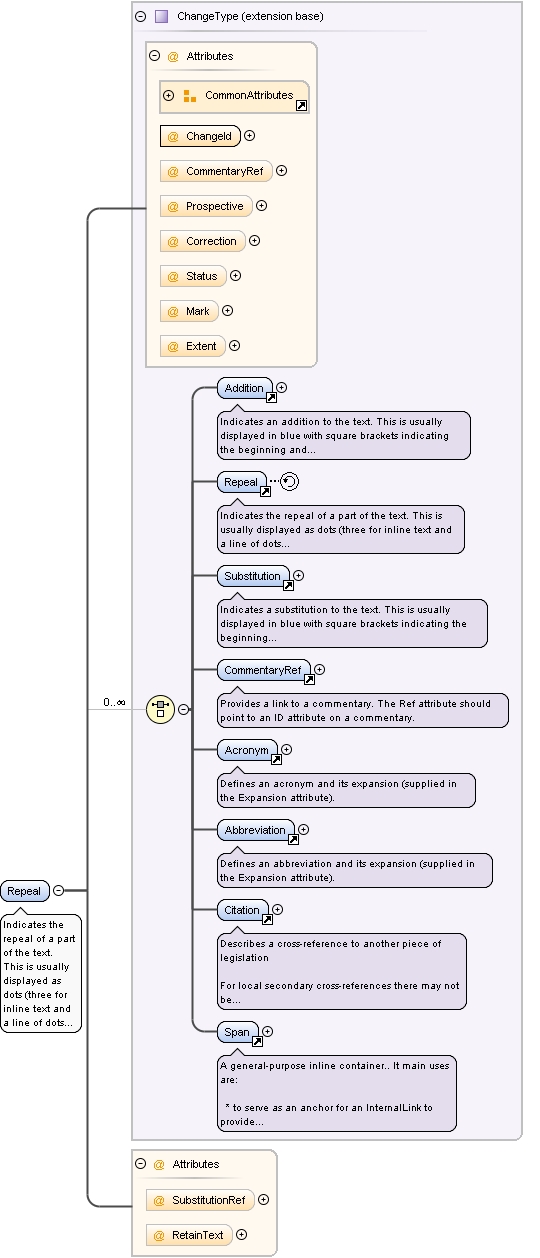 ChangeType (extension base)
Attributes
CommonAttributes
ChangeId
CommentaryRef
Prospective
Correction
Status
Mark
Extent
Addition
Indicates an addition to the text. This is usually
displayed in blue with square brackets indicating
the beginning and...
Repeal
Indicates the repeal of a part of the text. This is
usually displayed as dots (three for inline text and
a line of dots...
Substitution
Indicates a substitution to the text. This is usually
displayed in blue with square brackets indicating the
beginning...
CommentaryRef
Provides a link to a commentary. The Ref attribute should
point to an ID attribute on a commentary.
0..∞
Acronym
Defines an acronym and its expansion (supplied in
the Expansion attribute).
Abbreviation
Defines an abbreviation and its expansion (supplied in
the Expansion attribute).
Repeal
Indicates the
repeal of a part
of the text.
This is usually
displayed as
dots (three for
inline text and
a line of dots...
Citation
Describes a cross-reference to another piece of
legislation
For local secondary cross-references there may not
be...
Span
A general-purpose inline container.. It main uses
are:
* to serve as an anchor for an InternalLink to
provide...
Attributes
SubstitutionRef
RetainText